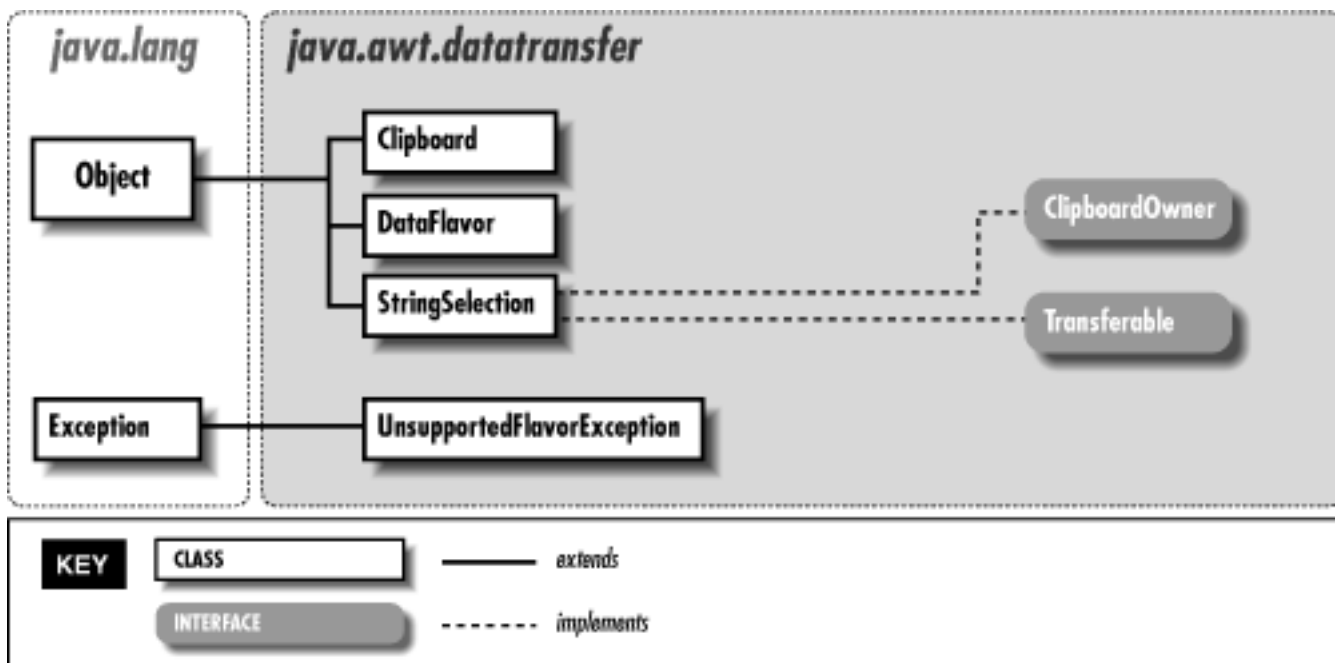 java.lang
java.awt.datatransfer
Object
Clipboard
DataFlavor
StringSelection
ClipboardOwner
Transferable
Exception
UnsupportedFlavorException
KEY
CLASS
extends
INTERFACE
implements